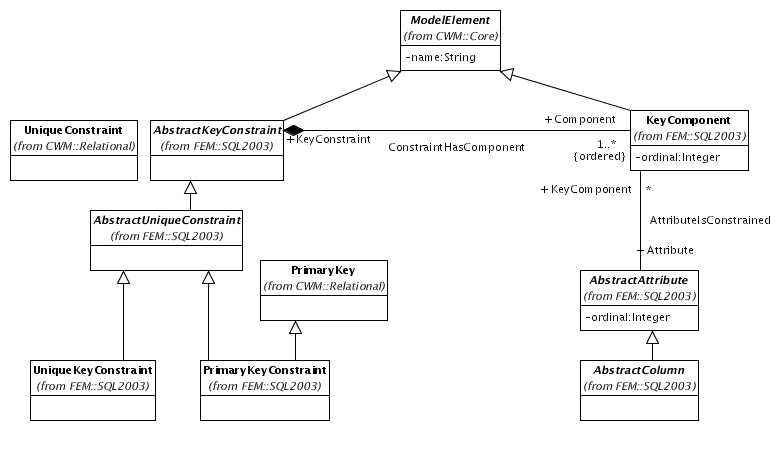 ModelElement
(from CWM::Core)
-name:String
UniqueConstraint
(from CWM::Relational)
AbstractKeyConstraint
(from FEM::SQL2003)
+KeyConstraint
ConstraintHasComponent
+Component
1..*
{ordered}
KeyComponent
(from FEM::SQL2003)
-ordinal:Integer
+KeyComponent
*
AttributeIsConstrained
+Attribute
AbstractUniqueConstraint
(from FEM::SQL2003)
PrimaryKey
(from CWM::Relational)
AbstractAttribute
(from FEM::SQL2003)
-ordinal:Integer
UniqueKeyConstraint
(from FEM::SQL2003)
PrimaryKeyConstraint
(from FEM::SQL2003)
AbstractColumn
(from FEM::SQL2003)